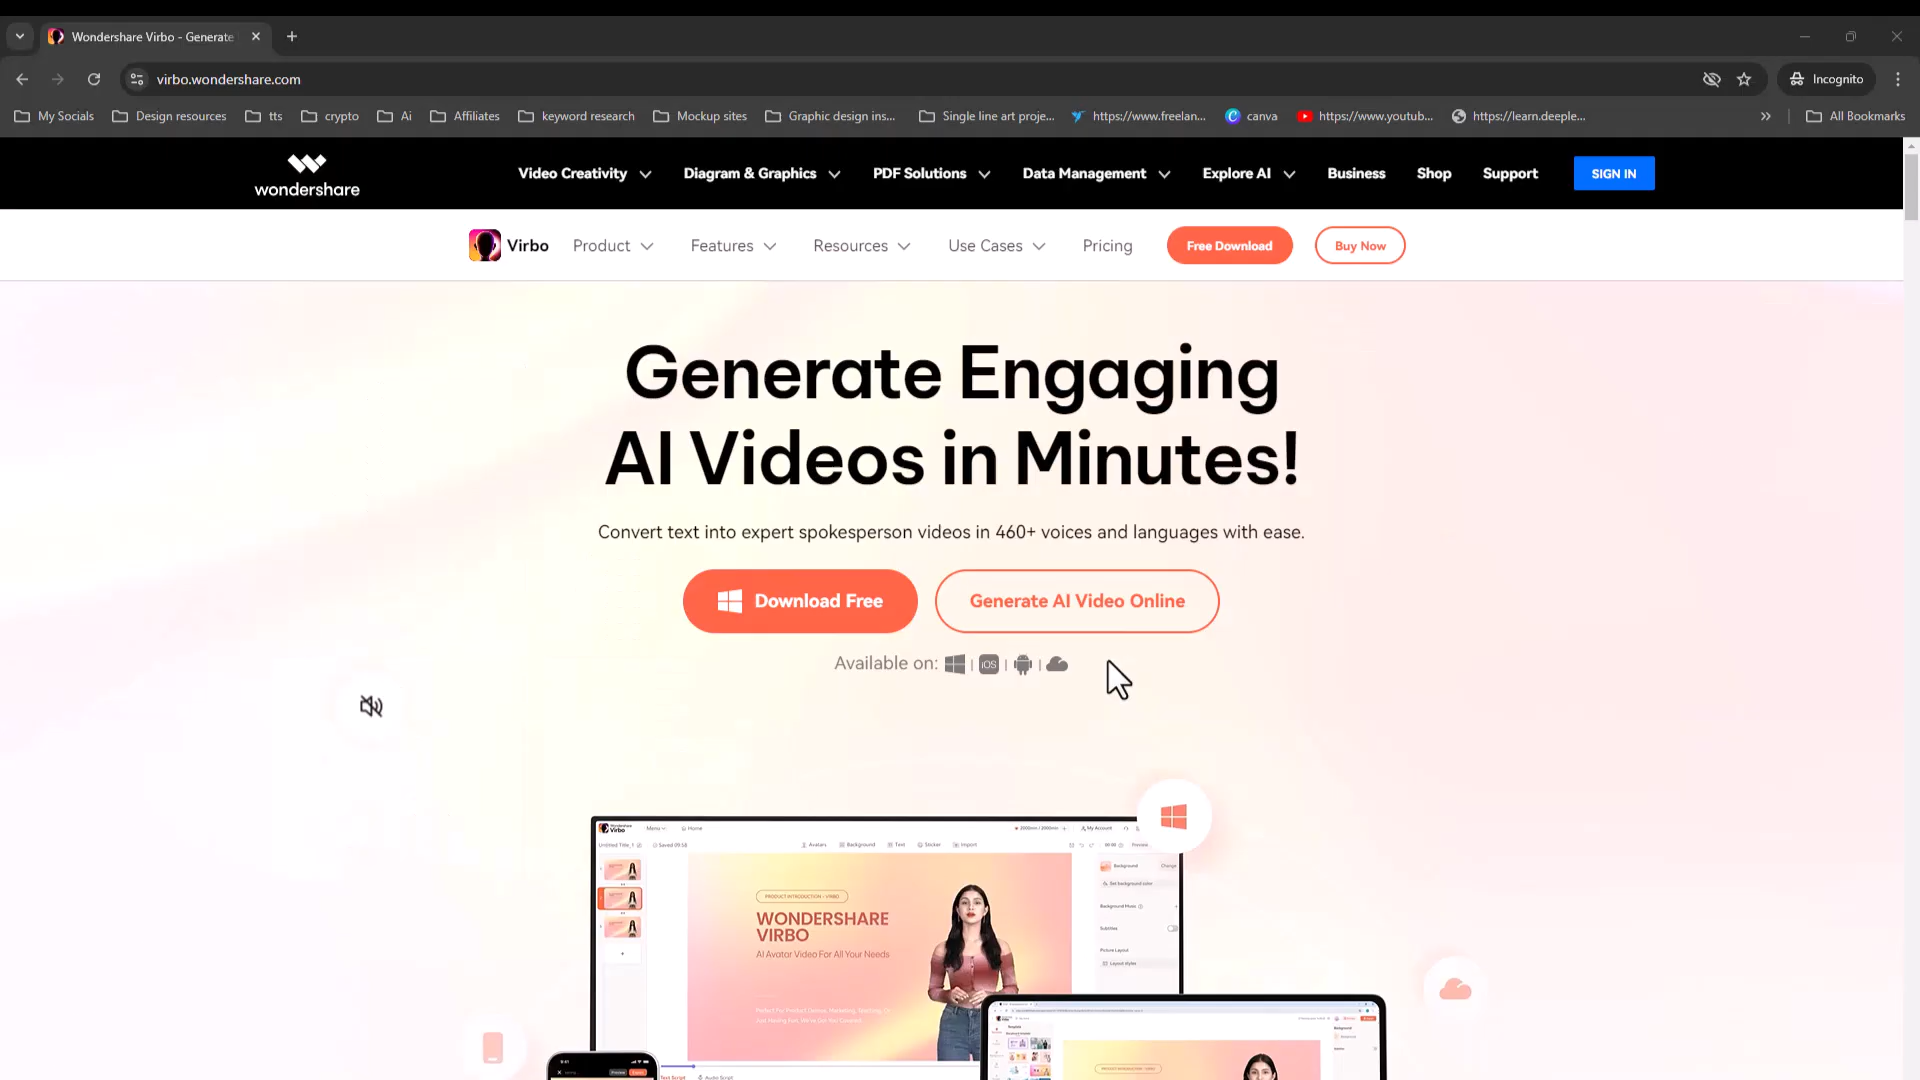 Wondershare Virbo - Generate
virbo.wondershare.com
Incognito
My Socials
Design resources
tts
crypto
Ai
Affiliates
keyword research
Mockup sites
Graphic design ins...
Single line art proje...
https://www.freelan...
canva
https://www.youtub...
https://learn.deeple...
All Bookmarks
wondershare
Video Creativity
Diagram & Graphics
PDF Solutions
Data Management
Explore AI
Business
Shop
Support
SIGN IN
Virbo
Product
Features
Resources
Use Cases
Pricing
Free Download
Buy Now
Generate Engaging
AI Videos in Minutes!
Convert text into expert spokesperson videos in 460+ voices and languages with ease.
Download Free
Generate AI Video Online
Available on:
iOS
Wondershare
Virbo
Menu
Home
2000min / 2000min
My Account
Untitled Title_1
Saved 09:58
Avatars
Background
Text
Sticker
Import
00:00
Preview
Background
Change
Set background color
Background Music
Subtitles
Picture Layout
Layout styles
PRODUCT INTRODUCTION - VIRBO
WONDERSHARE
VIRBO
AI Avatar Video For All Your Needs
Text Script
Audio Script